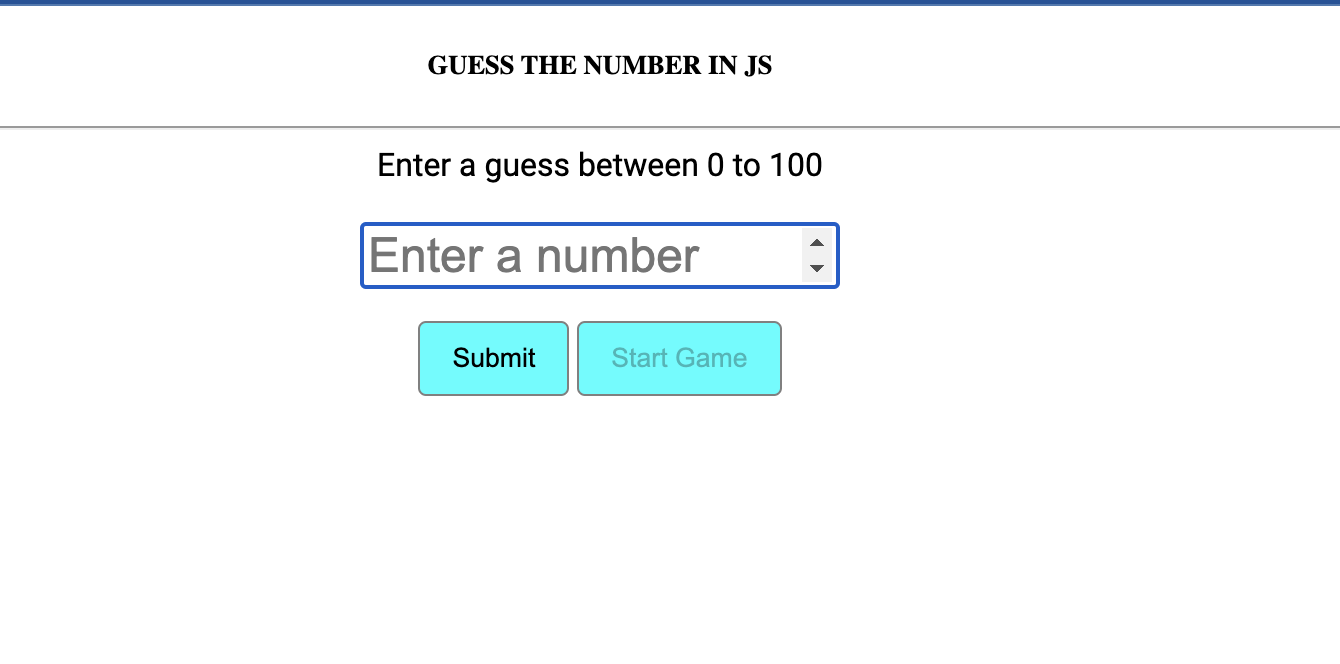 GUESS THE NUMBER IN JS
Enter a guess between 0 to 100
Enter a number
Submit Start Game